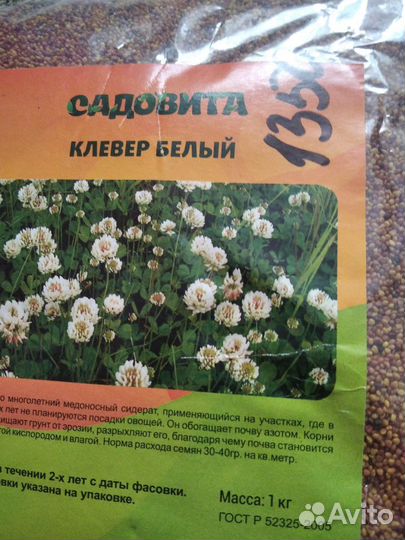 САДОВИТА
КЛЕВЕР БЕЛЫЙ
135
о многолетний медоносный сидерат, применяющийся на участках, где в
х лет не планируются посадки овощей. Он обогащает почву азотом. Корни
щищают грунт от эрозии, разрыхляют его, благодаря чему почва становится
той кислородом и влагой. Норма расхода семян 30-40гр. на кв.метр.
в течении 2-х лет с даты фасовки.
вки указана на упаковке.
Масса: 1 кг
ГОСТ Р 52325-2005
Avito